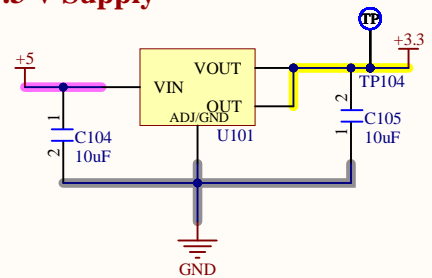 .3 V Supply
TP
+5
+3.3
VOUT
TP104
VIN
OUT
ADJ/GND
U101
1
C104
10uF
2
2
C105
10uF
1
GND